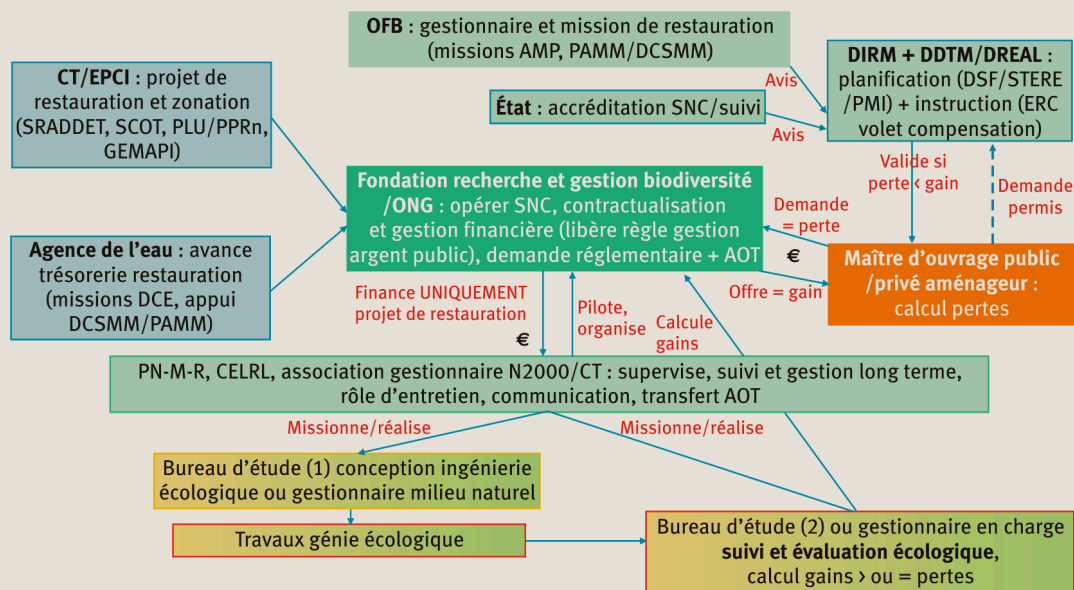 OFB : gestionnaire et mission de restauration
(missions AMP, PAMM/DCSMM)
CT/EPCI : projet de
restauration et zonation
(SRADDET, SCOT, PLU/PPRn,
GEMAPI)
État : accréditation SNC/suivi
Avis
Avis
DIRM + DDTM/DREAL :
planification (DSF/STERE
/PMI) + instruction (ERC
volet compensation)
Valide si
perte < gain
Demande
permis
Fondation recherche et gestion biodiversité
/ONG : opérer SNC, contractualisation
et gestion financière (libère règle gestion
argent public), demande réglementaire + AOT
Demande
= perte
€
Offre = gain
Maître d'ouvrage public
/privé aménageur :
calcul pertes
Agence de l'eau : avance
trésorerie restauration
(missions DCE, appui
DCSMM/PAMM)
Finance UNIQUEMENT
projet de restauration
€
Pilote,
organise
Calcule
gains
PN-M-R, CELRL, association gestionnaire N2000/CT : supervise, suivi et gestion long terme,
rôle d'entretien, communication, transfert AOT
Missionne/réalise
Missionne/réalise
Bureau d'étude (1) conception ingénierie
écologique ou gestionnaire milieu naturel
Travaux génie écologique
Bureau d'étude (2) ou gestionnaire en charge
suivi et évaluation écologique,
calcul gains > ou = pertes